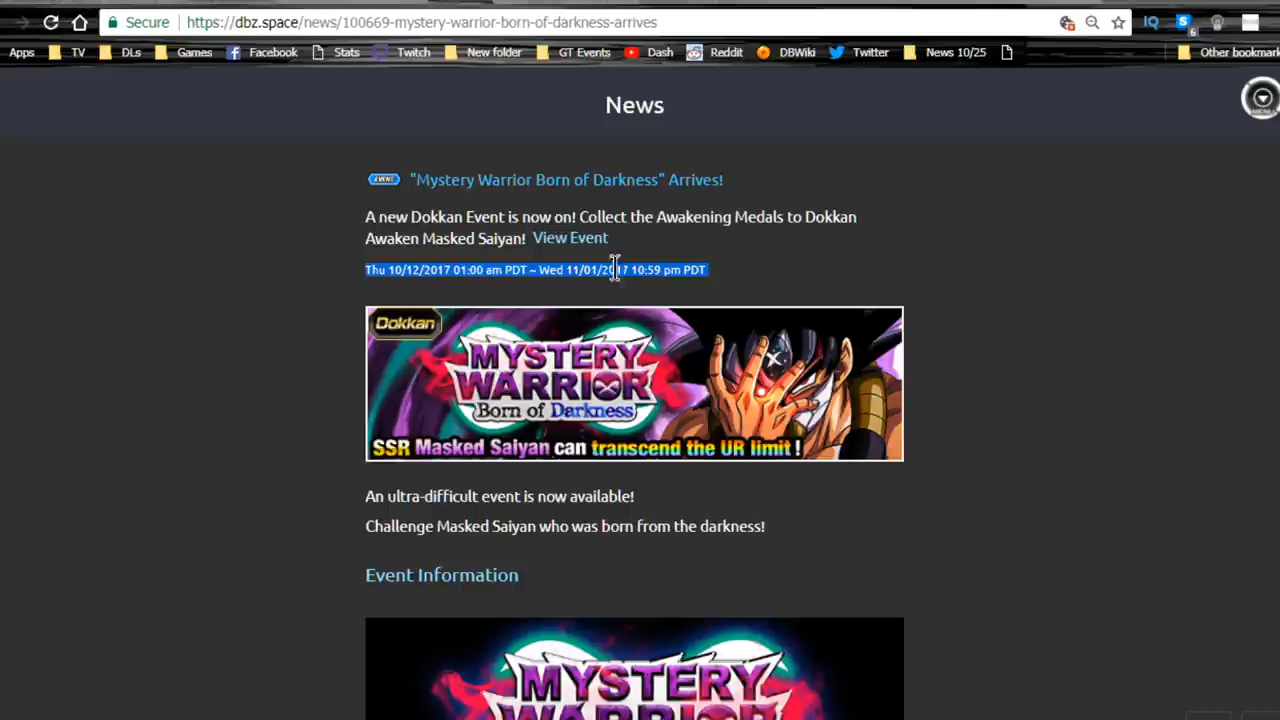 Secure https://dbz.space/news/100669-mystery-warrior-born-of-darkness-arrives
IQ
6
Apps TV DLs Games Facebook Stats Twitch New folder GT Events Dash Reddit DBWiki Twitter News 10/25 Other bookmark
News
EVENT "Mystery Warrior Born of Darkness" Arrives!
A new Dokkan Event is now on! Collect the Awakening Medals to Dokkan
Awaken Masked Saiyan! View Event
Thu 10/12/2017 01:00 am PDT ~ Wed 11/01/2017 10:59 pm PDT
Dokkan
MYSTERY
WARRIOR
Born of Darkness
SSR Masked Saiyan can transcend the UR limit!
An ultra-difficult event is now available!
Challenge Masked Saiyan who was born from the darkness!
Event Information
MYSTERY